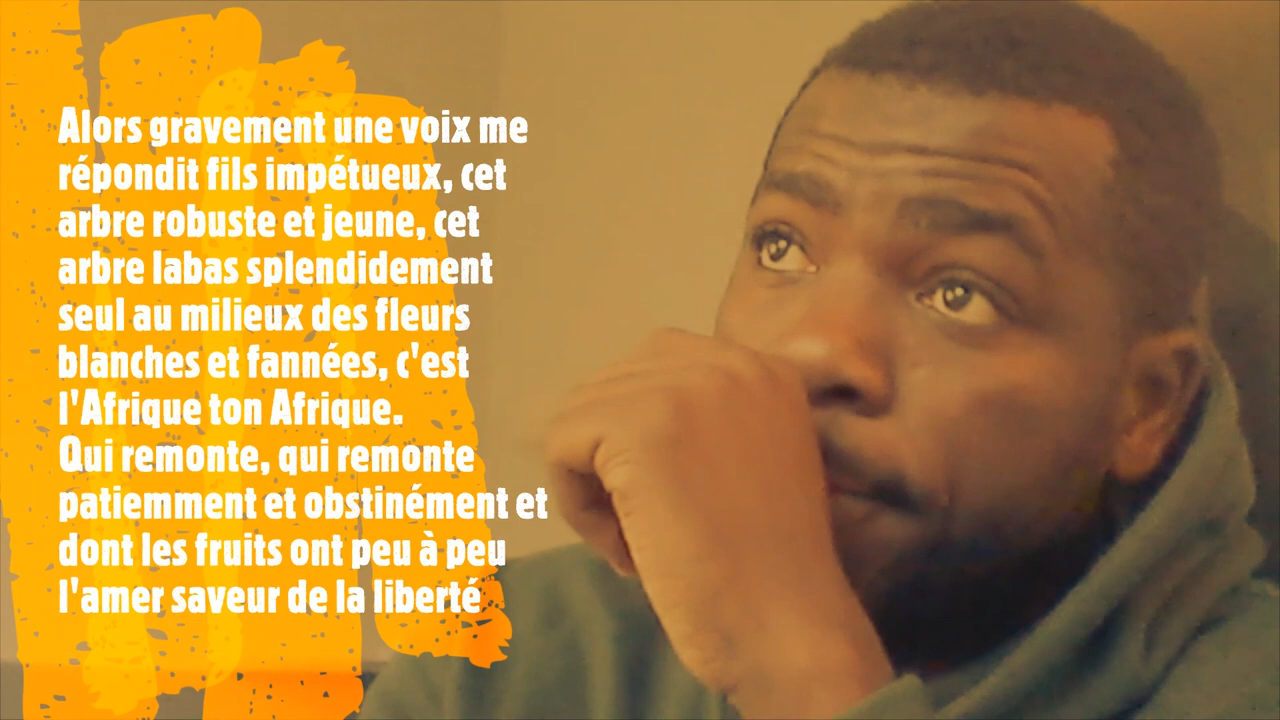 Alors gravement une voix me
répondit fils impétueux, cet
arbre robuste et jeune, cet
arbre labas splendidement
seul au milieux des fleurs
blanches et fannées, c'est
l'Afrique ton Afrique.
Qui remonte, qui remonte
patiemment et obstinément et
dont les fruits ont peu à peu
l'amer saveur de la liberté